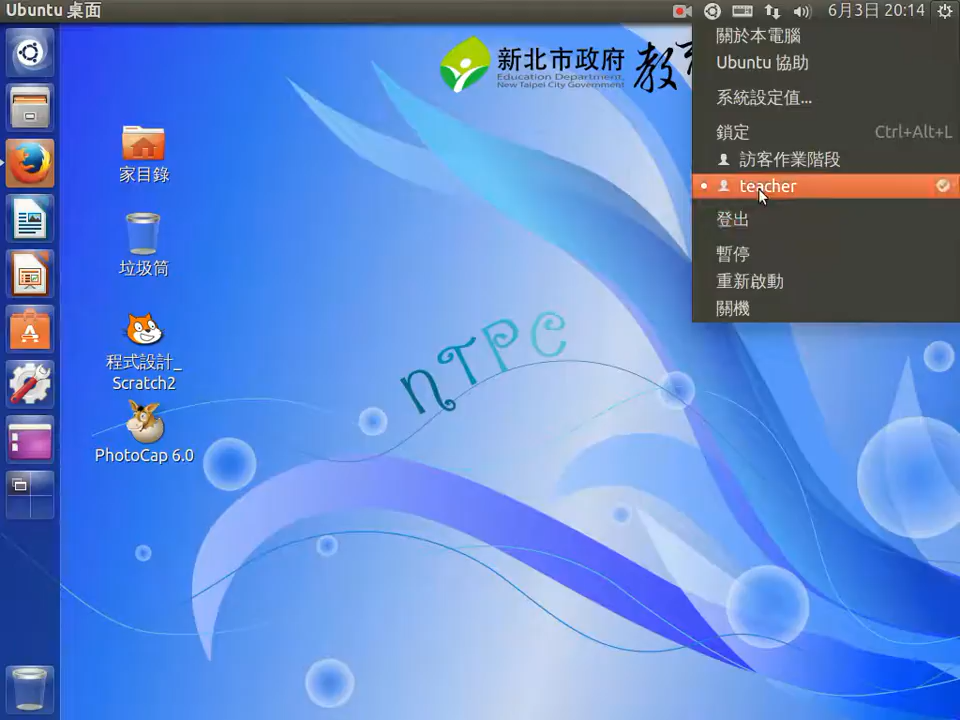 Ubuntu 桌面
6月3日 20:14
新北市政府
Education Department,
New Taipei City Government
教
關於本電腦
Ubuntu 協助
系統設定值...
鎖定 Ctrl+Alt+L
訪客作業階段
teacher
登出
暫停
重新啟動
關機
家目錄
垃圾筒
程式設計_
Scratch2
PhotoCap 6.0
NTPC